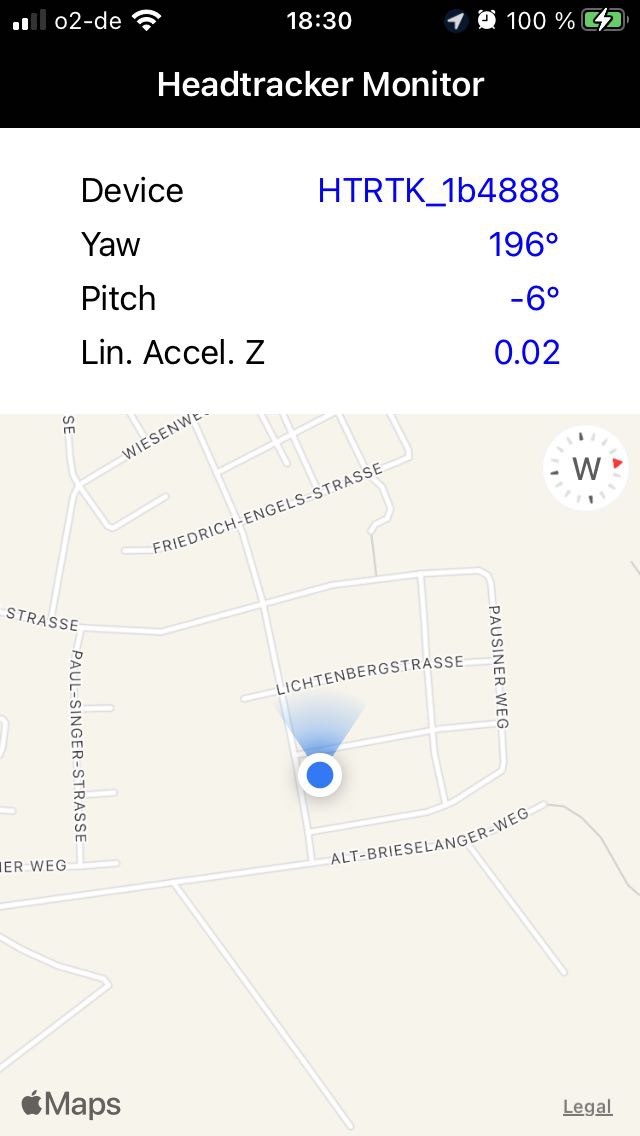 o2-de 18:30 100 %
Headtracker Monitor
Device HTRTK_1b4888
Yaw 196°
Pitch -6°
Lin. Accel. Z 0.02
SE
WIESENWEG
W
FRIEDRICH-ENGELS-STRASSE
STRASSE
PAUSINER WEG
PAUL-SINGER-STRASSE
LICHTENBERGSTRASSE
ALT-BRIESELANGER-WEG
IER WEG
Maps
Legal